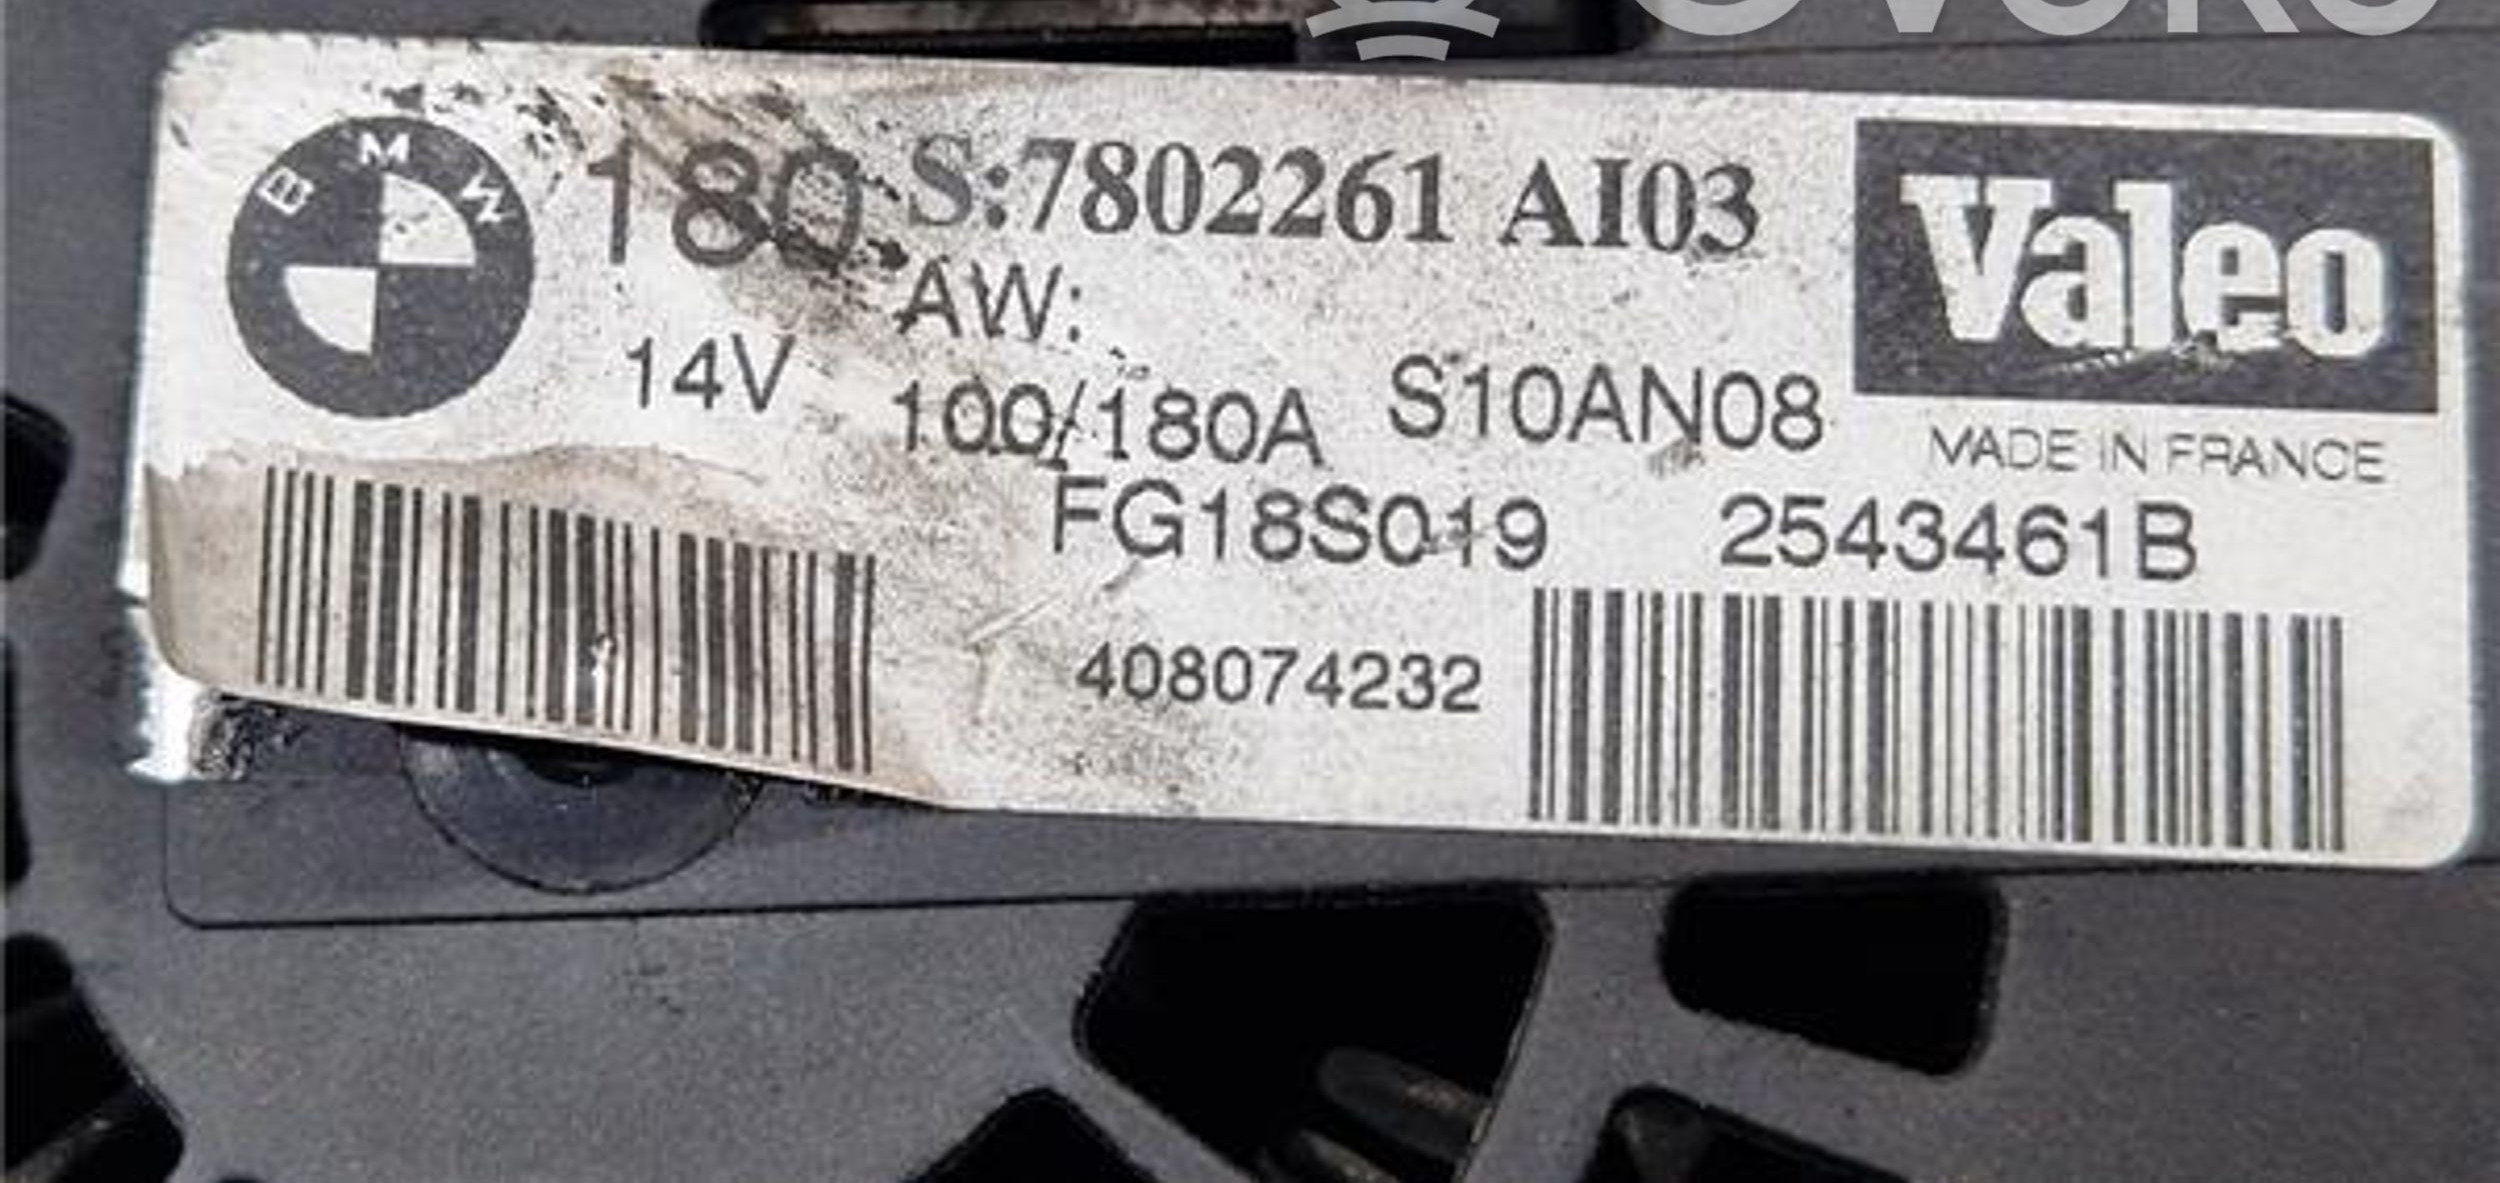 BMW
180 S:7802261 AI03
Valeo
AW:
14V 100/180A S10AN08
MADE IN FRANCE
FG18S019 2543461B
408074232